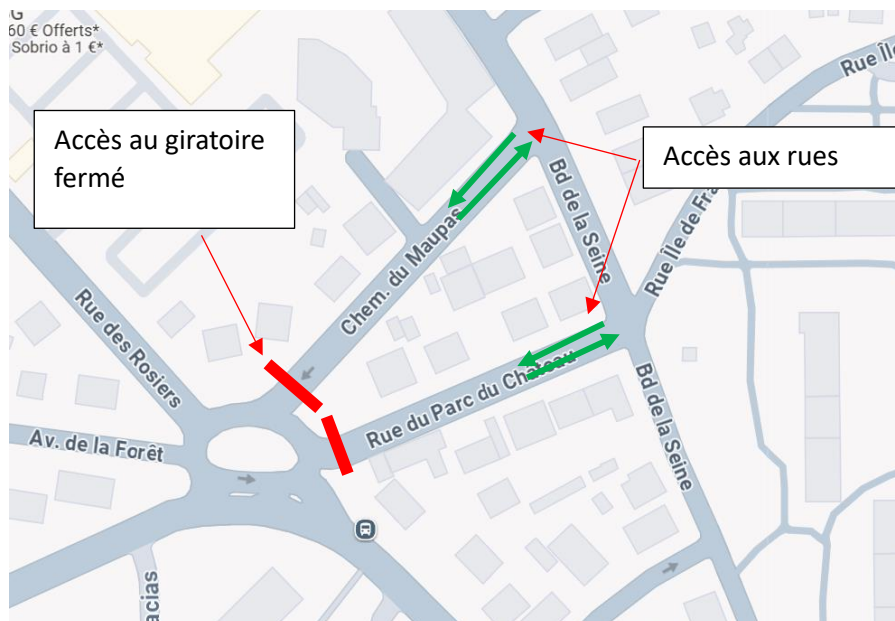 G
60 € Offerts*
Sobrio à 1 €*
Accès au giratoire
fermé
Accès aux rues
Rue Île
Rue Île de Fra
Bd de la Seine
Chem. du Maupas
Rue des Rosiers
Rue du Parc du Château
Av. de la Forêt
Bd de la Seine
acias